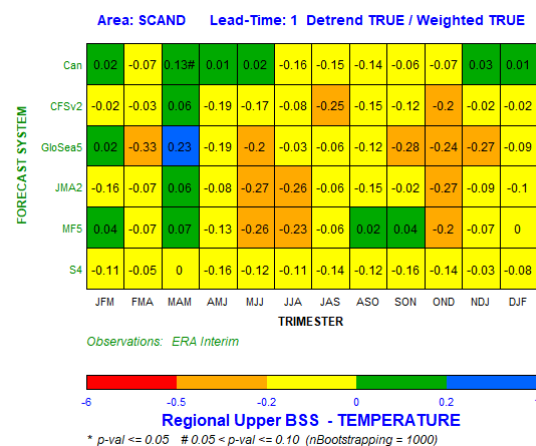 Area: SCAND Lead-Time: 1 Detrend TRUE / Weighted TRUE
FORECAST SYSTEM
Can 0.02 -0.07 0.13# 0.01 0.02 -0.16 -0.15 -0.14 -0.06 -0.07 0.03 0.01
CFSv2 -0.02 -0.03 0.06 -0.19 -0.17 -0.08 -0.25 -0.15 -0.12 -0.2 -0.02 -0.02
GloSea5 0.02 -0.33 0.23 -0.19 -0.2 -0.03 -0.06 -0.12 -0.28 -0.24 -0.27 -0.09
JMA2 -0.16 -0.07 0.06 -0.08 -0.27 -0.26 -0.06 -0.15 -0.02 -0.27 -0.09 -0.1
MF5 0.04 -0.07 0.07 -0.13 -0.26 -0.23 -0.06 0.02 0.04 -0.2 -0.07 0
S4 -0.11 -0.05 0 -0.16 -0.12 -0.11 -0.14 -0.12 -0.16 -0.14 -0.03 -0.08
JFM FMA MAM AMJ MJJ JJA JAS ASO SON OND NDJ DJF
TRIMESTER
Observations: ERA Interim
-6 -0.5 -0.2 0 0.2
Regional Upper BSS - TEMPERATURE
* p-val <= 0.05 # 0.05 < p-val <= 0.10 (nBootstrapping = 1000)